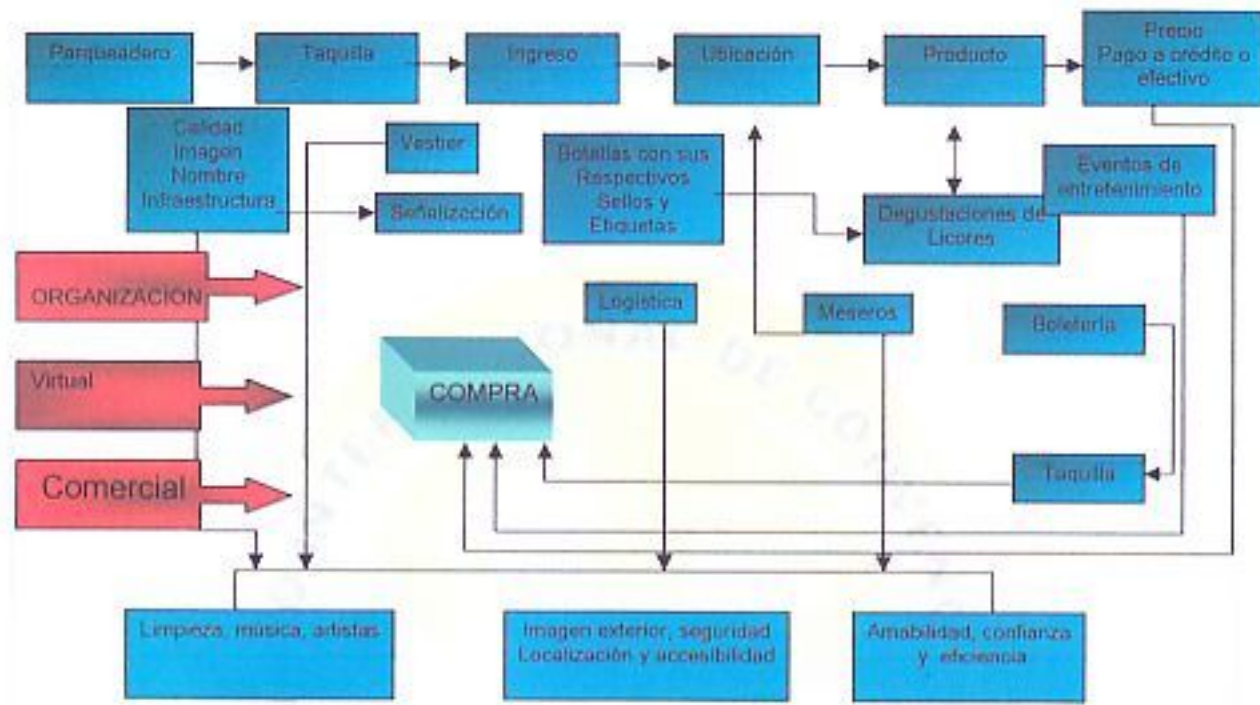 Parqueadero
Taquilla
Ingreso
Ubicación
Producto
Precio
Pago a crédito o
efectivo
Calidad
Imagen
Nombre
Infraestructura
Vestier
Señalización
Botellas con sus
Respectivos
Sellos y
Etiquetas
Eventos de
entretenimiento
Degustaciones de
Licores
ORGANIZACIÓN
Logística
Meseros
Boletería
Virtual
COMPRA
Comercial
Taquilla
Limpieza, música, artistas
Imagen exterior, seguridad
Localización y accesibilidad
Amabilidad, confianza
y eficiencia